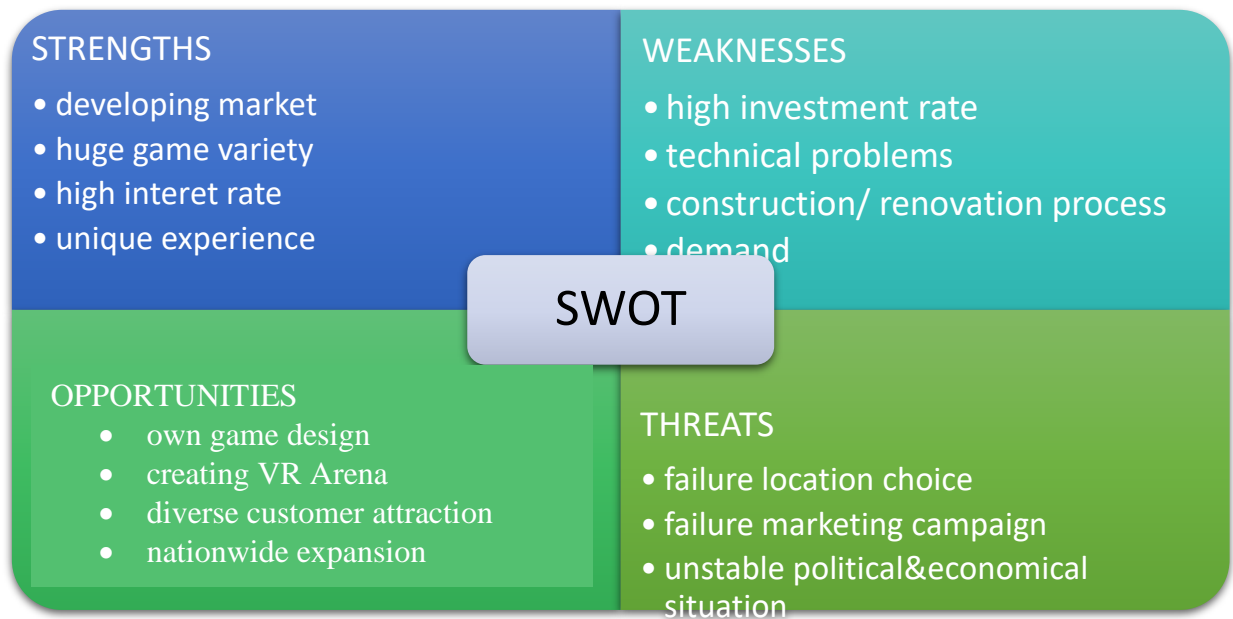 STRENGTHS
• developing market
• huge game variety
• high interet rate
• unique experience
WEAKNESSES
• high investment rate
• technical problems
• construction/ renovation process
• demand
SWOT
OPPORTUNITIES
• own game design
• creating VR Arena
• diverse customer attraction
• nationwide expansion
THREATS
• failure location choice
• failure marketing campaign
• unstable political&economical
situation